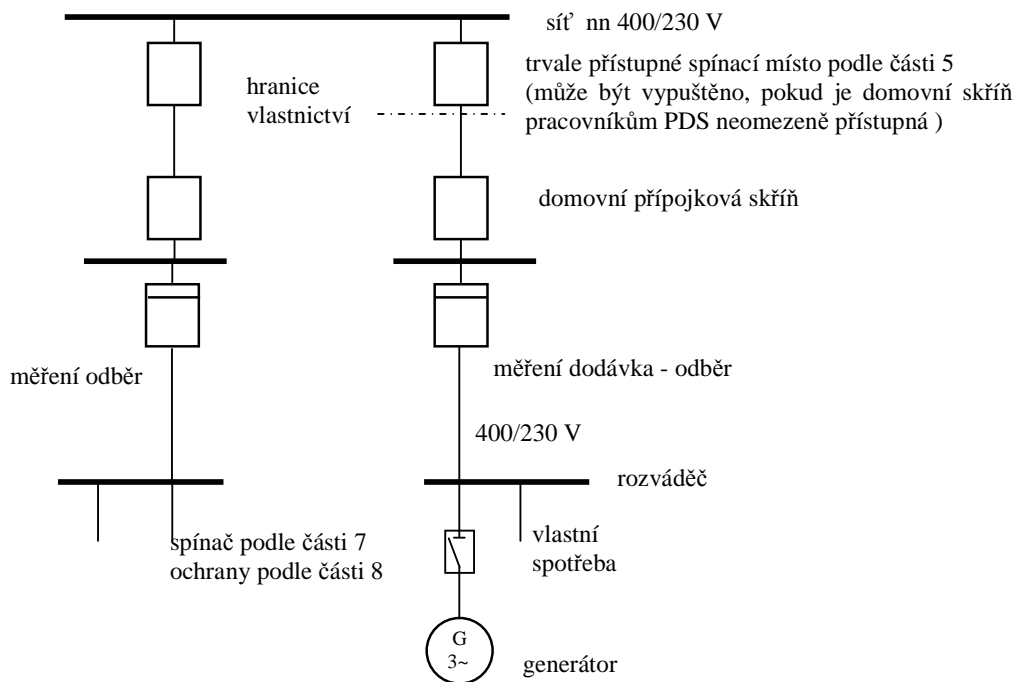 síť nn 400/230 V
trvale přístupné spínací místo podle části 5
(může být vypuštěno, pokud je domovní skříň
pracovníkům PDS neomezeně přístupná )
hranice
vlastnictví
domovní přípojková skříň
měření odběr
měření dodávka - odběr
400/230 V
rozváděč
spínač podle části 7
ochrany podle části 8
vlastní
spotřeba
G
3~
generátor